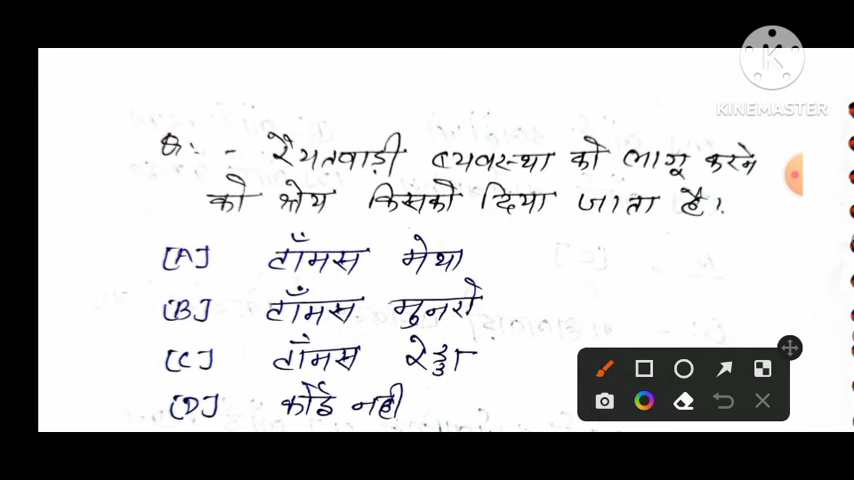 KINEMASTER
प्र:- रैयतवाड़ी व्यवस्था को लागू करने
को श्रेय किसको दिया जाता है।
[A] टॉमस मेथा
[B] टॉमस मुनरो
[C] टॉमस
[D] कोई नही